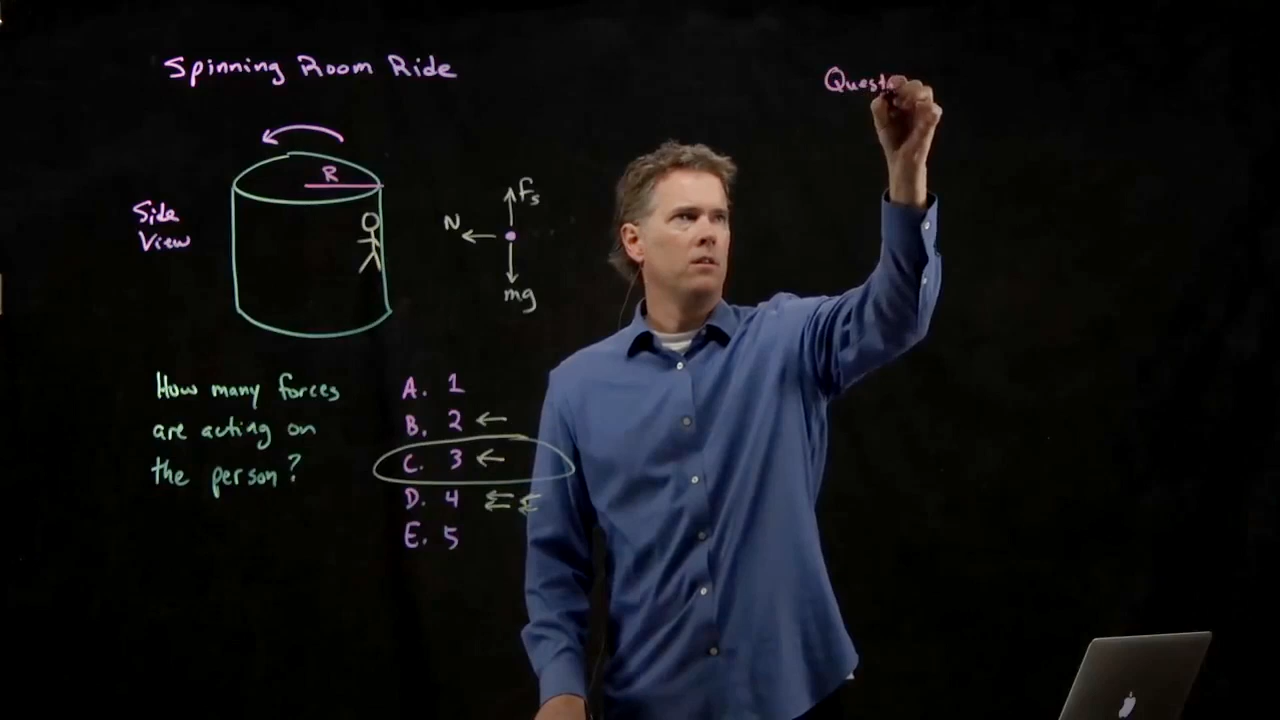 Spinning Room Ride
R
Side
View
N
fs
mg
How many forces
are acting on
the person?
A. 1
B. 2 ←
C. 3 ←
D. 4
E. 5